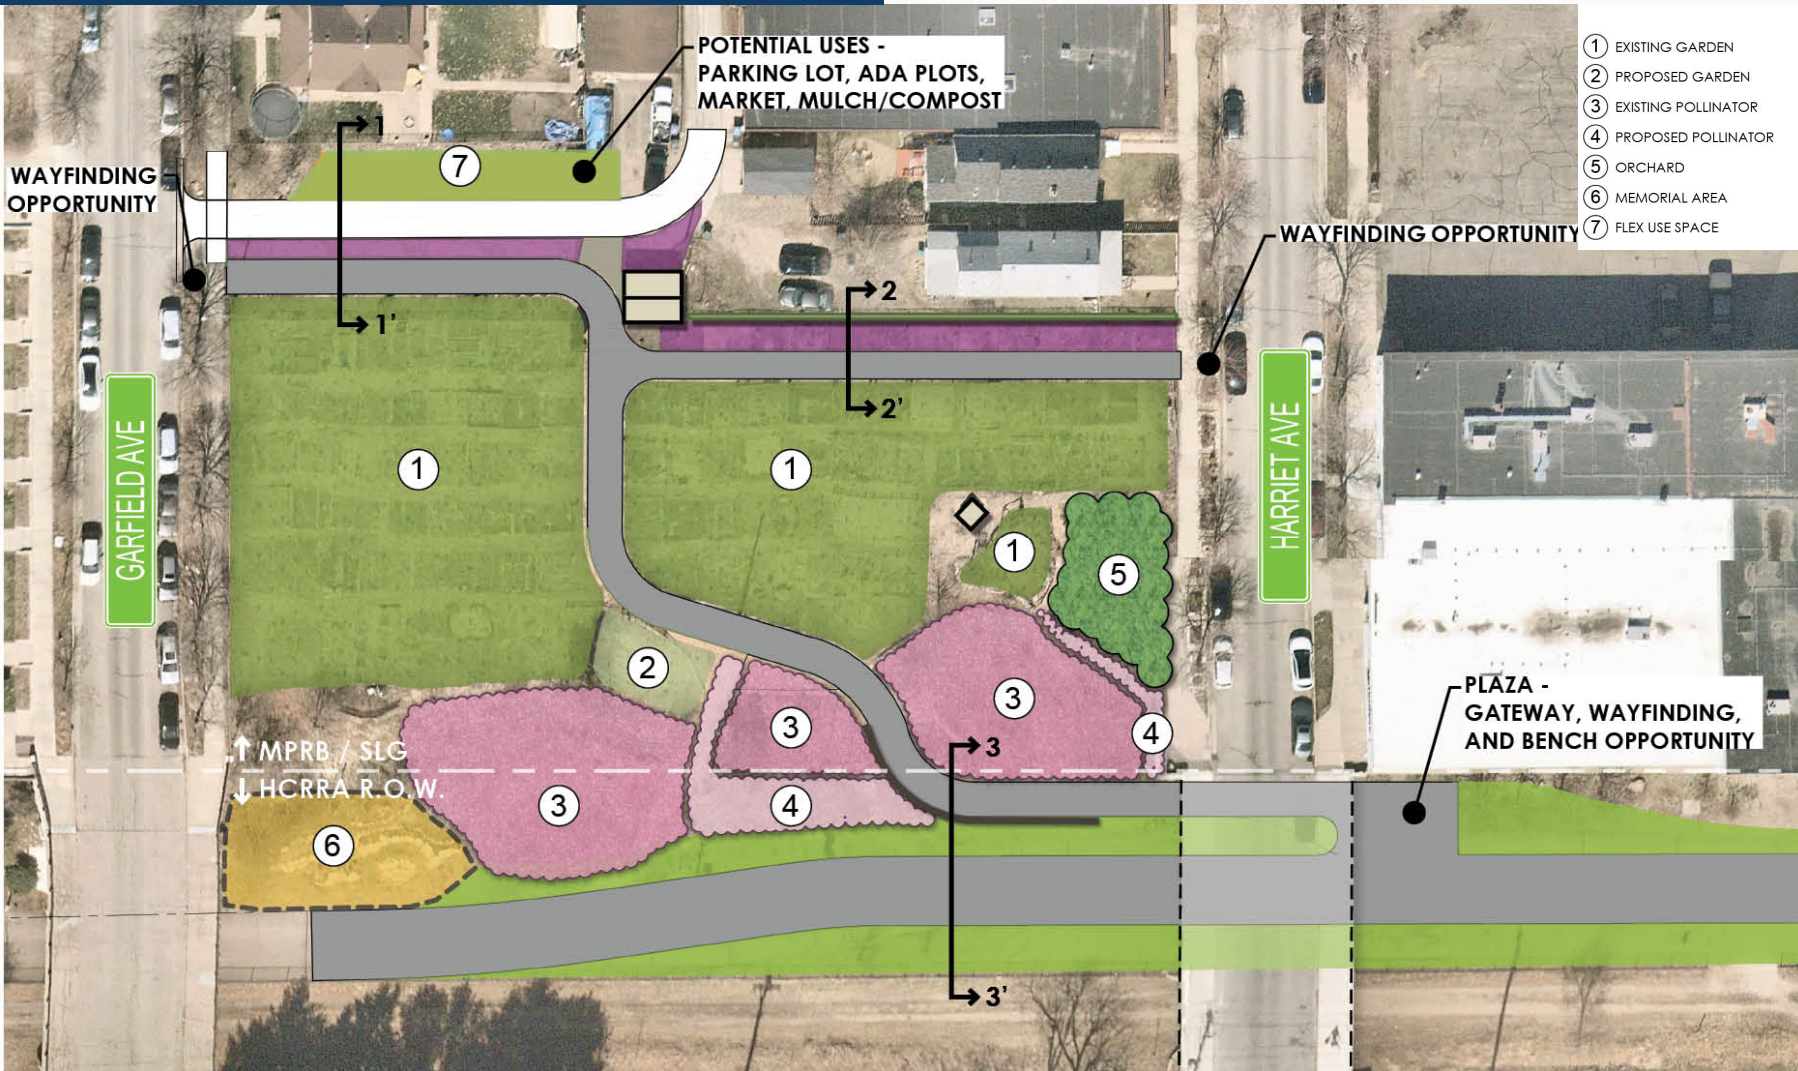 POTENTIAL USES -
PARKING LOT, ADA PLOTS,
MARKET, MULCH/COMPOST
1 EXISTING GARDEN
2 PROPOSED GARDEN
3 EXISTING POLLINATOR
4 PROPOSED POLLINATOR
5 ORCHARD
6 MEMORIAL AREA
7 FLEX USE SPACE
1
7
WAYFINDING
OPPORTUNITY
WAYFINDING OPPORTUNITY
2
1'
2'
GARFIELD AVE
HARRIET AVE
1
1
1
5
2
3
3
4
PLAZA -
GATEWAY, WAYFINDING,
AND BENCH OPPORTUNITY
3
MPRB / SLG
HCRRA R.O.W.
3
4
6
3'